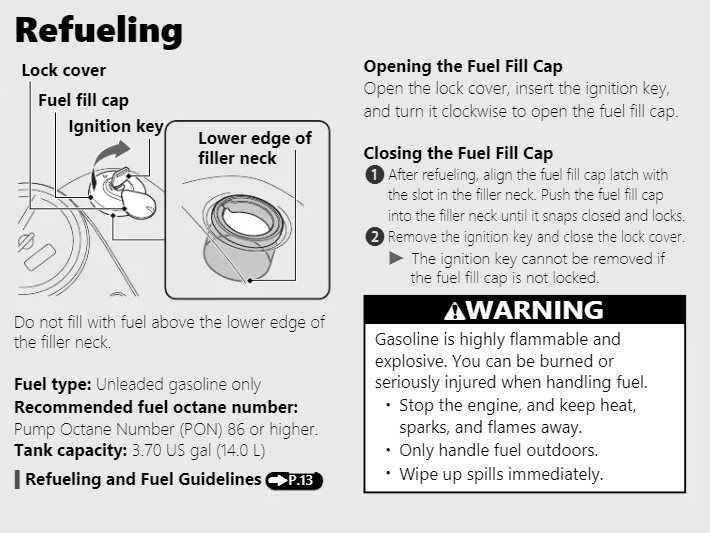 Refueling
Lock cover
Fuel fill cap
Ignition key
Lower edge of
filler neck
Do not fill with fuel above the lower edge of
the filler neck.
Fuel type: Unleaded gasoline only
Recommended fuel octane number:
Pump Octane Number (PON) 86 or higher.
Tank capacity: 3.70 US gal (14.0 L)
Refueling and Fuel Guidelines P.13
Opening the Fuel Fill Cap
Open the lock cover, insert the ignition key,
and turn it clockwise to open the fuel fill cap.
Closing the Fuel Fill Cap
1 After refueling, align the fuel fill cap latch with
the slot in the filler neck. Push the fuel fill cap
into the filler neck until it snaps closed and locks.
2 Remove the ignition key and close the lock cover.
▶ The ignition key cannot be removed if
the fuel fill cap is not locked.
⚠WARNING
Gasoline is highly flammable and
explosive. You can be burned or
seriously injured when handling fuel.
• Stop the engine, and keep heat,
sparks, and flames away.
• Only handle fuel outdoors.
• Wipe up spills immediately.